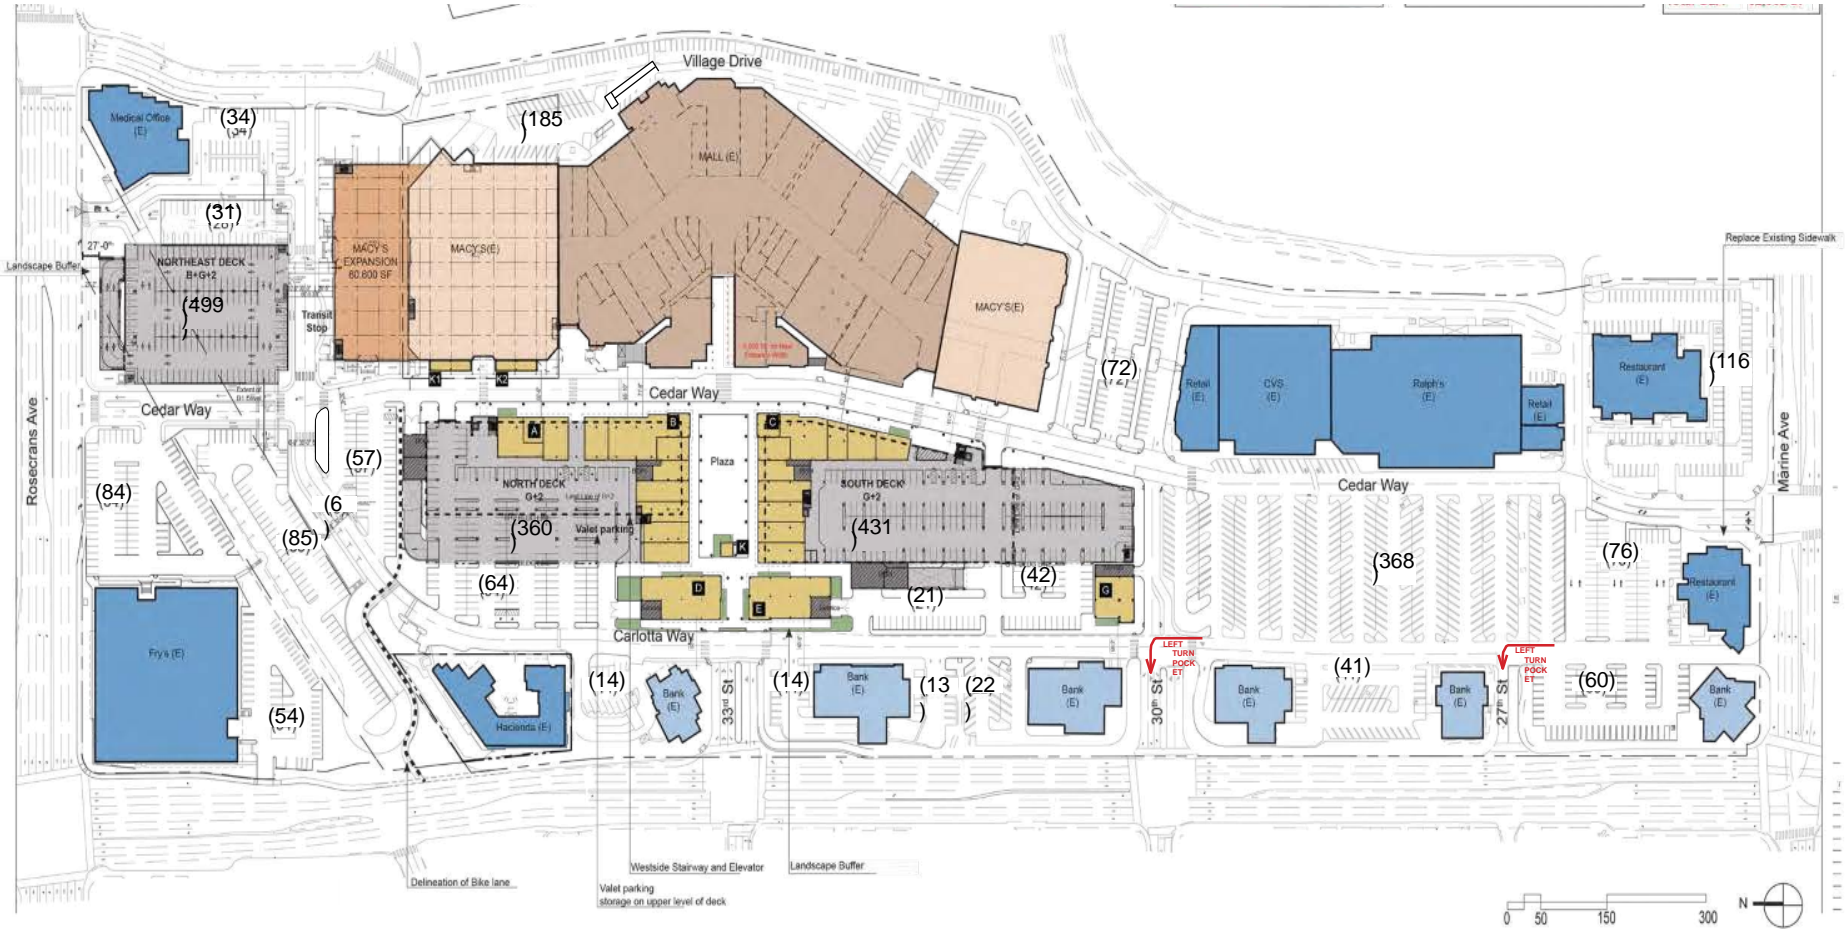 Village Drive
Medical Office
(E)
(34)
(185
)
MALL (E)
(31)
27'-0"
Landscape Buffer
NORTHEAST DECK
B+G+2
(499
)
MACY'S
EXPANSION
60,600 SF
MACY'S(E)
Transit
Stop
MACY'S(E)
Replace Existing Sidewalk
K1
K2
Cedar Way
Cedar Way
(72)
Retail
(E)
CVS
(E)
Ralph's
(E)
Retail
(E)
Restaurant
(E)
(116
)
Rosecrans Ave
Marine Ave
A
B
C
Plaza
(57)
(84)
(6
)
(85)
NORTH DECK
G+2
(360
)
Valet parking
SOUTH DECK
G+2
(431
)
Cedar Way
(368
)
(76)
K
(64)
D
E
(21)
(42)
G
Restaurant
(E)
Carlotta Way
LEFT
TURN
POCK
ET
LEFT
TURN
POCK
ET
Fry's (E)
(54)
Hacienda (E)
(14)
Bank
(E)
33rd St
(14)
Bank
(E)
(13
)
(22
)
Bank
(E)
30th St
Bank
(E)
(41)
Bank
(E)
27th St
(60)
Bank
(E)
Delineation of Bike lane
Westside Stairway and Elevator
Landscape Buffer
Valet parking
storage on upper level of deck
0 50 150 300
N